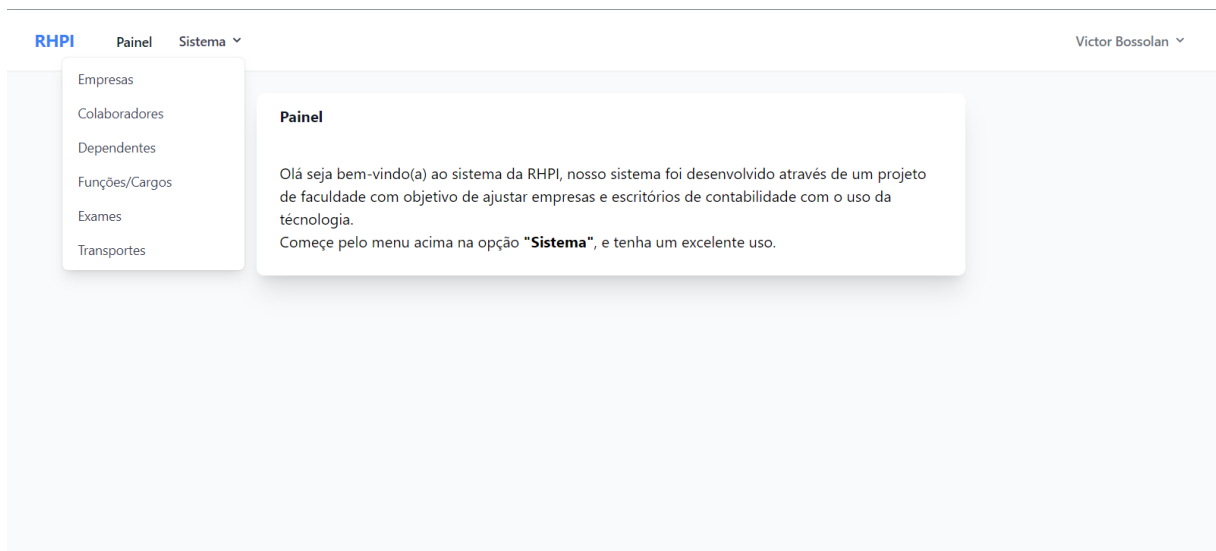 RHPI Painel Sistema Victor Bossolan
Empresas
Colaboradores
Dependentes
Funções/Cargos
Exames
Transportes
Painel
Olá seja bem-vindo(a) ao sistema da RHPI, nosso sistema foi desenvolvido através de um projeto
de faculdade com objetivo de ajustar empresas e escritórios de contabilidade com o uso da
técnologia.
Começe pelo menu acima na opção "Sistema", e tenha um excelente uso.